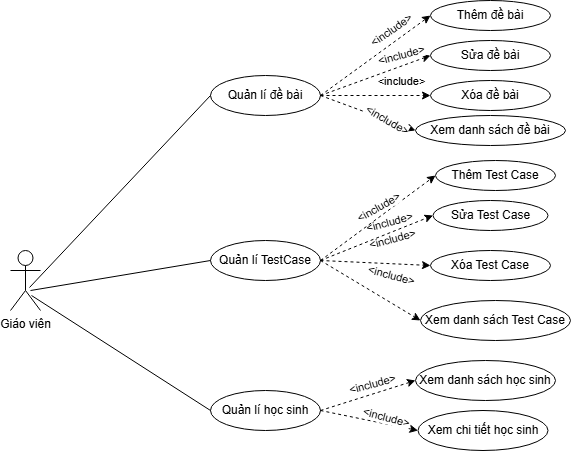 Thêm đề bài
<include>
Sửa đề bài
<include>
Quản lí đề bài
<include>
Xóa đề bài
<include>
Xem danh sách đề bài
Thêm Test Case
<include>
Sửa Test Case
<include>
<include>
Quản lí TestCase
Xóa Test Case
<include>
Xem danh sách Test Case
Giáo viên
Xem danh sách học sinh
<include>
Quản lí học sinh
<include>
Xem chi tiết học sinh